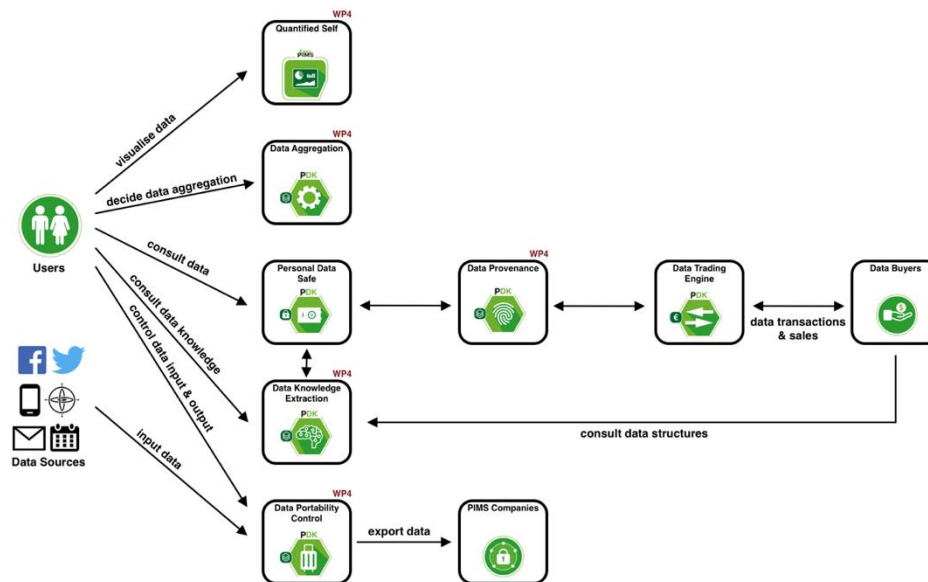 WP4
Quantified Self
PIMS
visualise data
WP4
Data Aggregation
PDK
decide data aggregation
Users
consult data
Personal Data
Safe
PDK
WP4
Data Provenance
PDK
Data Trading
Engine
PDK
€
data transactions
& sales
Data Buyers
$
consult data knowledge
WP4
Data Knowledge
Extraction
PDK
consult data structures
control data input & output
input data
Data Sources
WP4
Data Portability
Control
PDK
export data
PIMS Companies